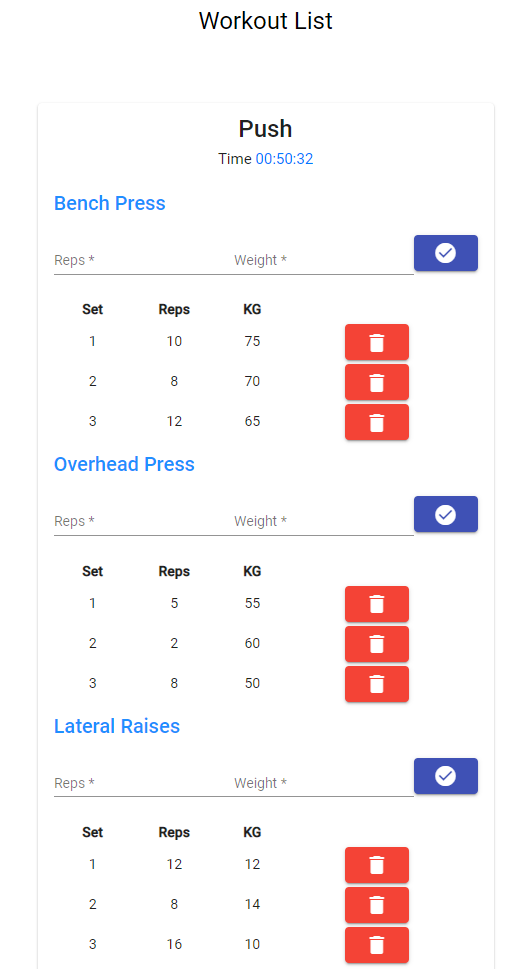 Workout List
Push
Time 00:50:32
Bench Press
Reps * Weight *
Set Reps KG
1 10 75
2 8 70
3 12 65
Overhead Press
Reps * Weight *
Set Reps KG
1 5 55
2 2 60
3 8 50
Lateral Raises
Reps * Weight *
Set Reps KG
1 12 12
2 8 14
3 16 10